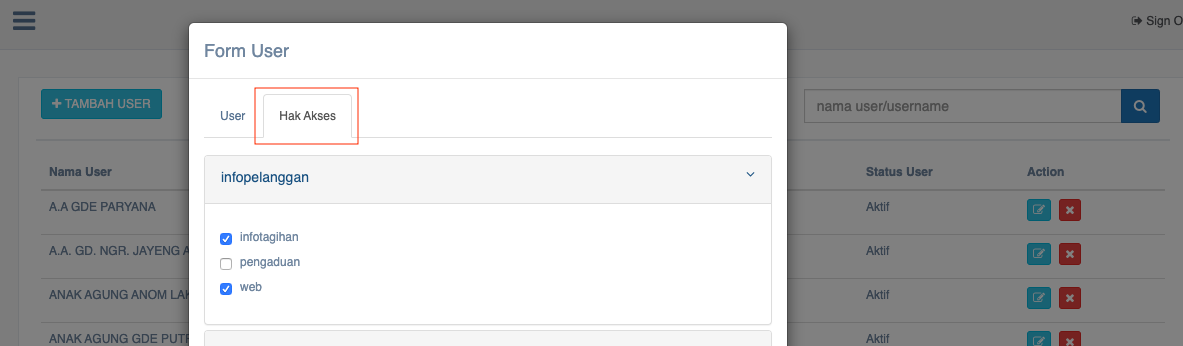 Sign O
Form User
+ TAMBAH USER
User
Hak Akses
nama user/username
infopelanggan
Nama User
Status User
Action
A.A GDE PARYANA
Aktif
infotagihan
A.A. GD. NGR. JAYENG A
Aktif
pengaduan
web
ANAK AGUNG ANOM LAK
Aktif
ANAK AGUNG GDE PUTR
Aktif